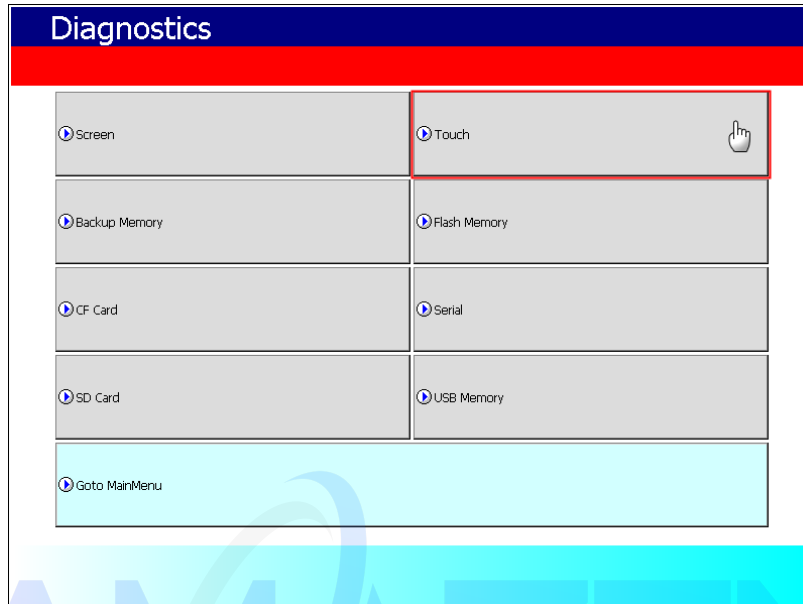 Diagnostics
Screen
Touch
Backup Memory
Flash Memory
CF Card
Serial
SD Card
USB Memory
Goto MainMenu